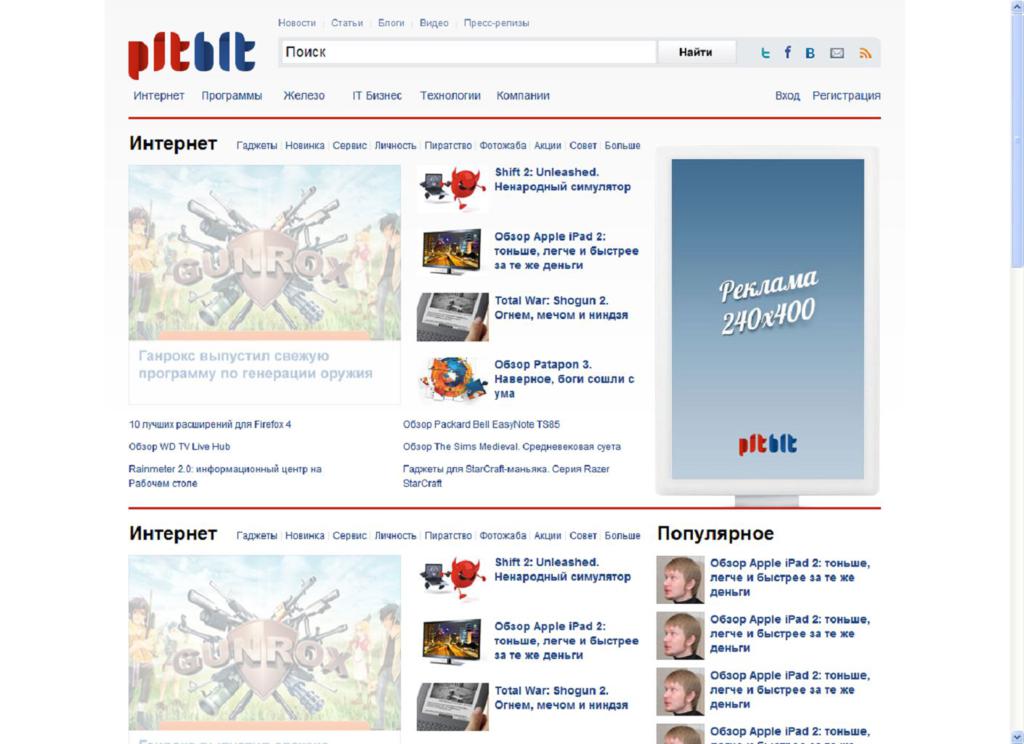 Новости Статьи Блоги Видео Пресс-релизы
pitbit
Поиск
Найти
Интернет Программы Железо IT Бизнес Технологии Компании
Вход Регистрация
Интернет
Гаджеты Новинка Сервис Личность Пиратство Фотожаба Акции Совет Больше
GUNROX
Ганрокс выпустил свежую
программу по генерации оружия
Shift 2: Unleashed.
Ненародный симулятор
Обзор Apple iPad 2:
тоньше, легче и быстрее
за те же деньги
Total War: Shogun 2.
Огнем, мечом и ниндзя
Обзор Patapon 3.
Наверное, боги сошли с
ума
10 лучших расширений для Firefox 4
Обзор WD TV Live Hub
Rainmeter 2.0: информационный центр на
Рабочем столе
Обзор Packard Bell EasyNote TS85
Обзор The Sims Medieval. Средневековая суета
Гаджеты для StarCraft-маньяка. Серия Razer
StarCraft
Реклама
240x400
pitbit
Интернет
Гаджеты Новинка Сервис Личность Пиратство Фотожаба Акции Совет Больше
GUNROX
Ганрокс выпустил свежую
Shift 2: Unleashed.
Ненародный симулятор
Обзор Apple iPad 2:
тоньше, легче и быстрее
за те же деньги
Total War: Shogun 2.
Огнем, мечом и ниндзя
Популярное
Обзор Apple iPad 2: тоньше,
легче и быстрее за те же
деньги
Обзор Apple iPad 2: тоньше,
легче и быстрее за те же
деньги
Обзор Apple iPad 2: тоньше,
легче и быстрее за те же
деньги
Обзор Apple iPad 2: тоньше,
легче и быстрее за те же